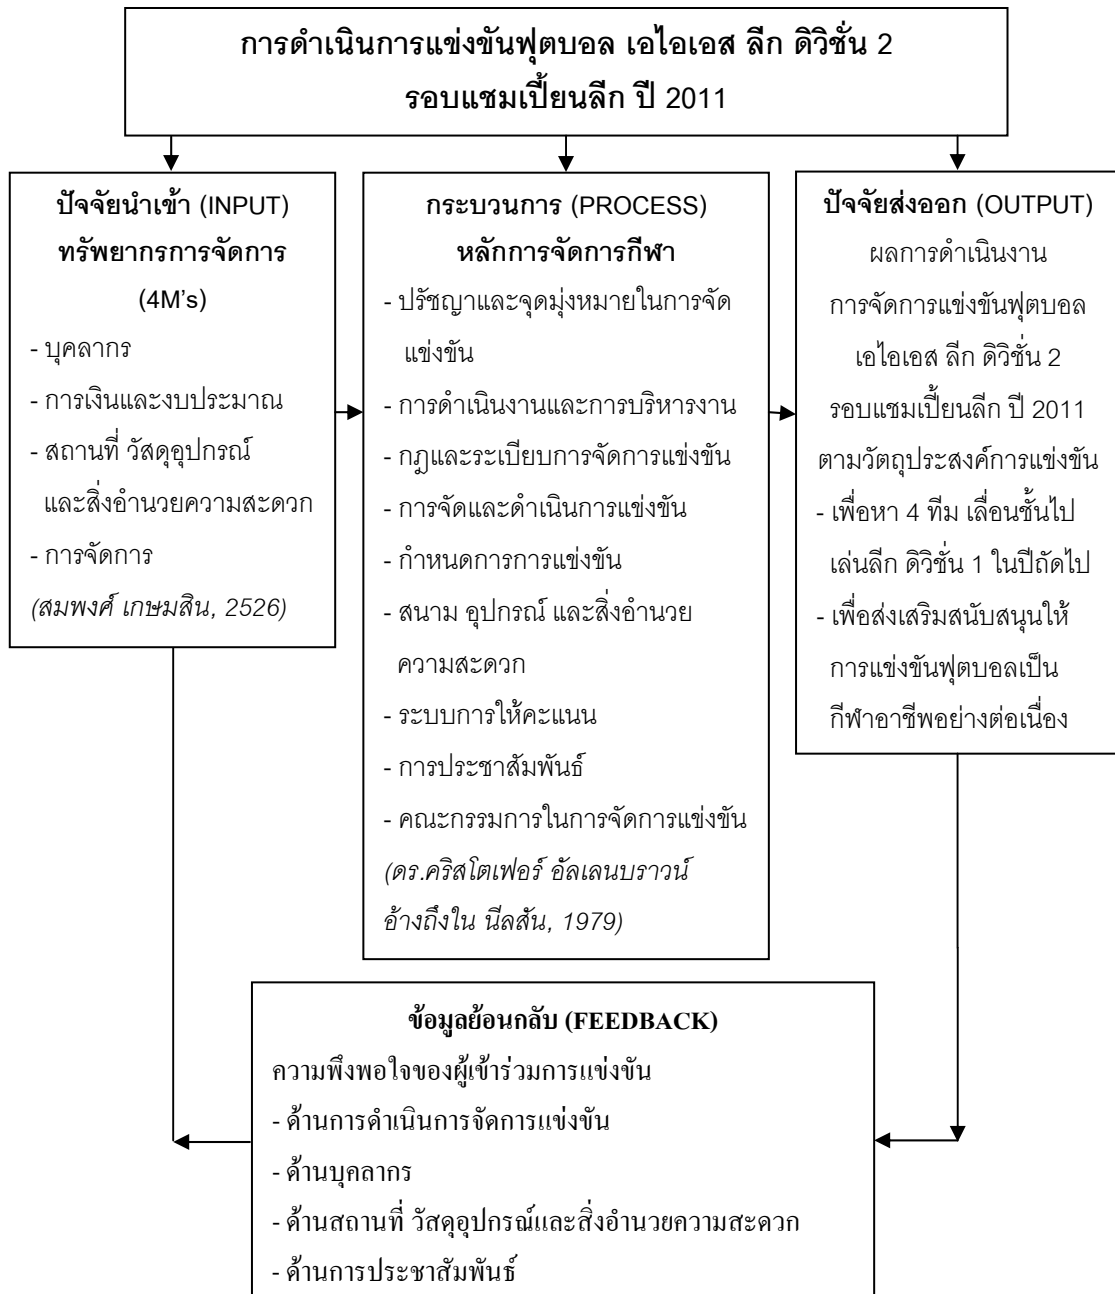 การดำเนินการแข่งขันฟุตบอล เอไอเอส ลีก ดิวิชั่น 2
รอบแชมเปี้ยนลีก ปี 2011
ปัจจัยนำเข้า (INPUT)
ทรัพยากรการจัดการ
(4M's)
- บุคลากร
- การเงินและงบประมาณ
- สถานที่ วัสดุอุปกรณ์
และสิ่งอำนวยความสะดวก
- การจัดการ
(สมพงศ์ เกษมสิน, 2526)
กระบวนการ (PROCESS)
หลักการจัดการกีฬา
- ปรัชญาและจุดมุ่งหมายในการจัด
แข่งขัน
- การดำเนินงานและการบริหารงาน
- กฎและระเบียบการจัดการแข่งขัน
- การจัดและดำเนินการแข่งขัน
- กำหนดการการแข่งขัน
- สนาม อุปกรณ์ และสิ่งอำนวย
ความสะดวก
- ระบบการให้คะแนน
- การประชาสัมพันธ์
- คณะกรรมการในการจัดการแข่งขัน
(ดร.คริสโตเฟอร์ อัลเลนบราวน์
อ้างถึงใน นีลสัน, 1979)
ปัจจัยส่งออก (OUTPUT)
ผลการดำเนินงาน
การจัดการแข่งขันฟุตบอล
เอไอเอส ลีก ดิวิชั่น 2
รอบแชมเปี้ยนลีก ปี 2011
ตามวัตถุประสงค์การแข่งขัน
- เพื่อหา 4 ทีม เลื่อนชั้นไป
เล่นลีก ดิวิชั่น 1 ในปีถัดไป
- เพื่อส่งเสริมสนับสนุนให้
การแข่งขันฟุตบอลเป็น
กีฬาอาชีพอย่างต่อเนื่อง
ข้อมูลย้อนกลับ (FEEDBACK)
ความพึงพอใจของผู้เข้าร่วมการแข่งขัน
- ด้านการดำเนินการจัดการแข่งขัน
- ด้านบุคลากร
- ด้านสถานที่ วัสดุอุปกรณ์และสิ่งอำนวยความสะดวก
- ด้านการประชาสัมพันธ์